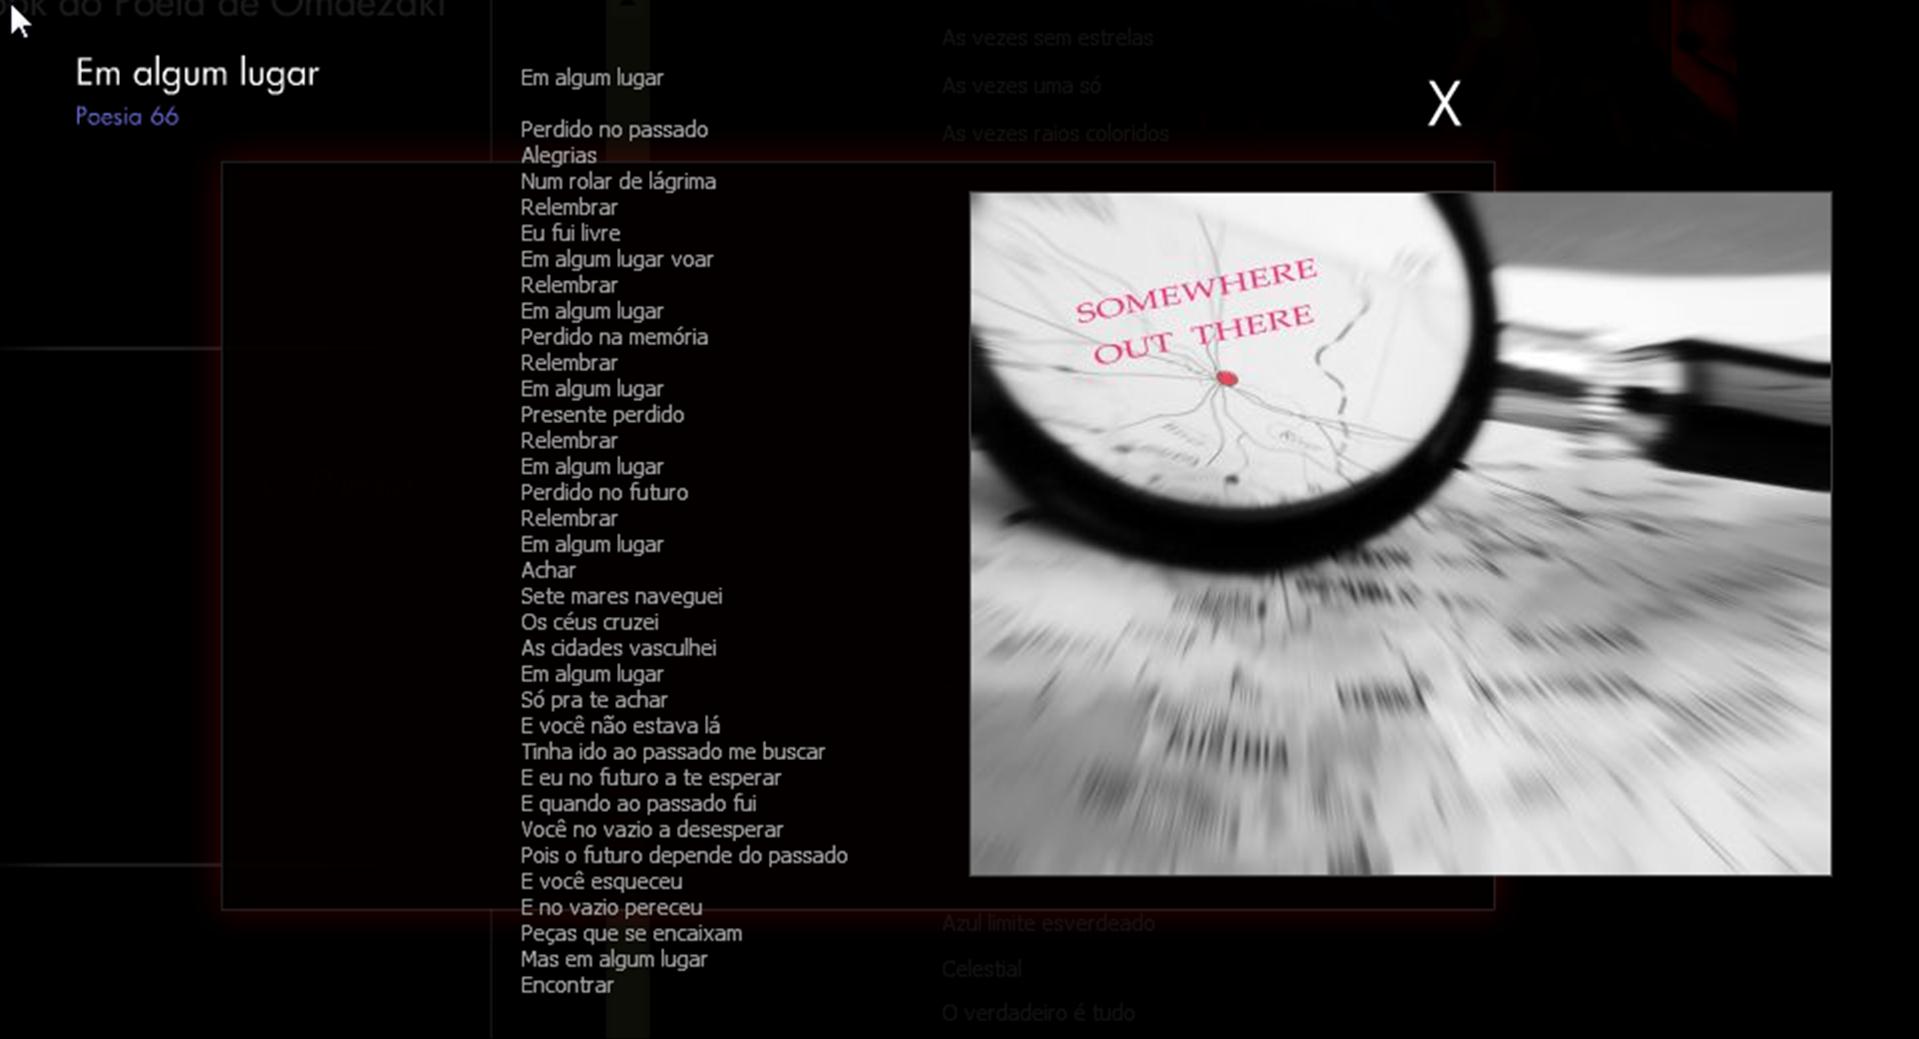 do Poeta de Omdezaki
Em algum lugar
Poesia 66
Em algum lugar
Perdido no passado
Alegrias
Num rolar de lágrima
Relembrar
Eu fui livre
Em algum lugar voar
Relembrar
Em algum lugar
Perdido na memória
Relembrar
Em algum lugar
Presente perdido
Relembrar
Em algum lugar
Perdido no futuro
Relembrar
Em algum lugar
Achar
Sete mares naveguei
Os céus cruzei
As cidades vasculhei
Em algum lugar
Só pra te achar
E você não estava lá
Tinha ido ao passado me buscar
E eu no futuro a te esperar
E quando ao passado fui
Você no vazio a desesperar
Pois o futuro depende do passado
E você esqueceu
E no vazio pereceu
Peças que se encaixam
Mas em algum lugar
Encontrar
As vezes sem estrelas
As vezes uma só
As vezes raios coloridos
X
SOMEWHERE
OUT THERE
Azul limite esverdeado
Celestial
O verdadeiro é tudo